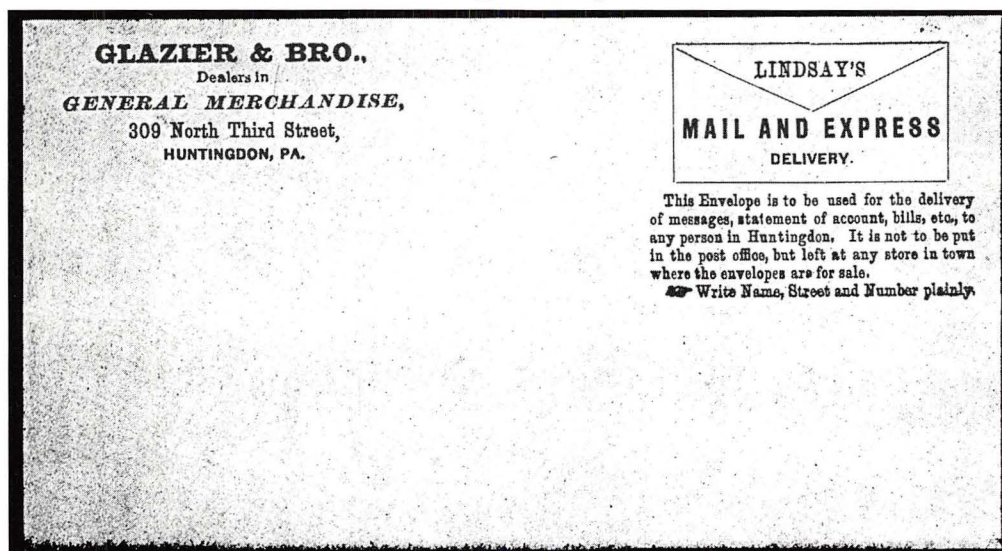 GLAZIER & BRO.,
Dealers in
GENERAL MERCHANDISE,
309 North Third Street,
HUNTINGDON, PA.
LINDSAY'S
MAIL AND EXPRESS
DELIVERY.
This Envelope is to be used for the delivery
of messages, statement of account, bills, etc., to
any person in Huntingdon. It is not to be put
in the post office, but left at any store in town
where the envelopes are for sale.
☛ Write Name, Street and Number plainly.